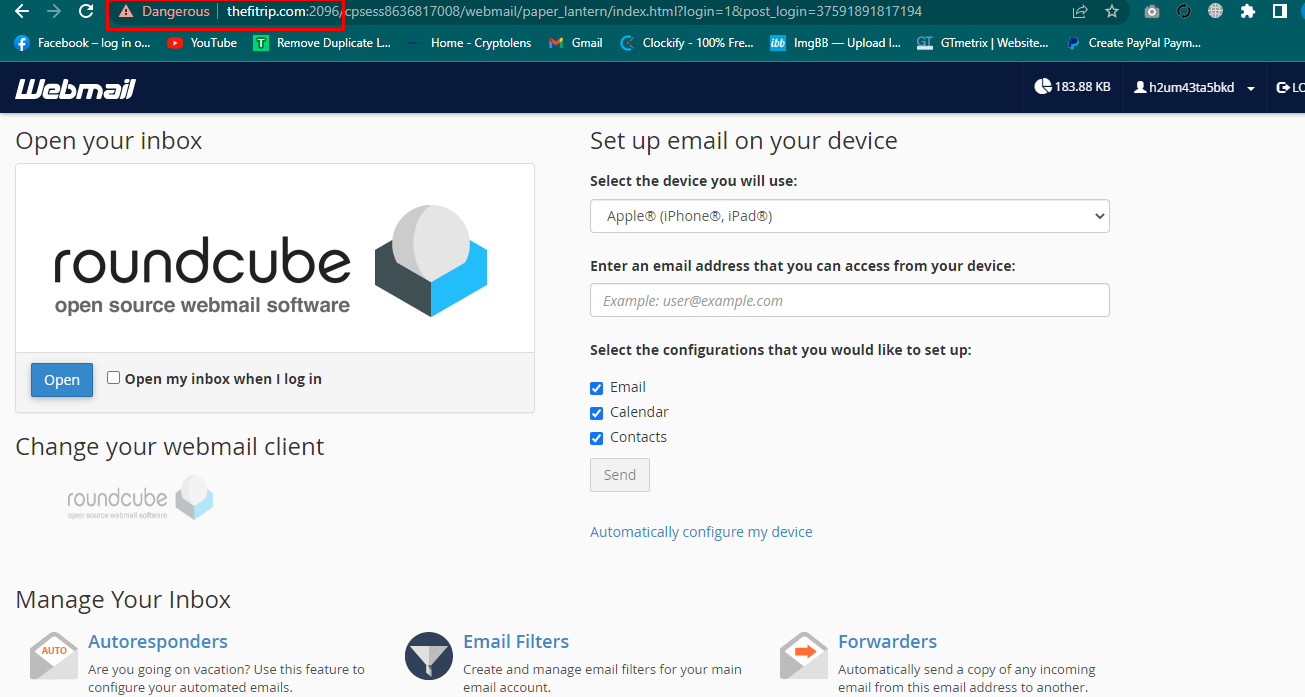 Dangerous thefitrip.com:2096/cpsess8636817008/webmail/paper_lantern/index.html?login=1&post_login=37591891817194
Facebook – log in o... YouTube T Remove Duplicate L... Home - Cryptolens Gmail Clockify - 100% Fre... ibb ImgBB — Upload I... GT GTmetrix | Website... Create PayPal Paym...
Webmail 183.88 KB h2um43ta5bkd LO
Open your inbox
roundcube
open source webmail software
Open Open my inbox when I log in
Change your webmail client
roundcube
open source webmail software
Set up email on your device
Select the device you will use:
Apple® (iPhone®, iPad®)
Enter an email address that you can access from your device:
Example: user@example.com
Select the configurations that you would like to set up:
Email
Calendar
Contacts
Send
Automatically configure my device
Manage Your Inbox
AUTO
Autoresponders
Are you going on vacation? Use this feature to
configure your automated emails.
Email Filters
Create and manage email filters for your main
email account.
Forwarders
Automatically send a copy of any incoming
email from this email address to another.